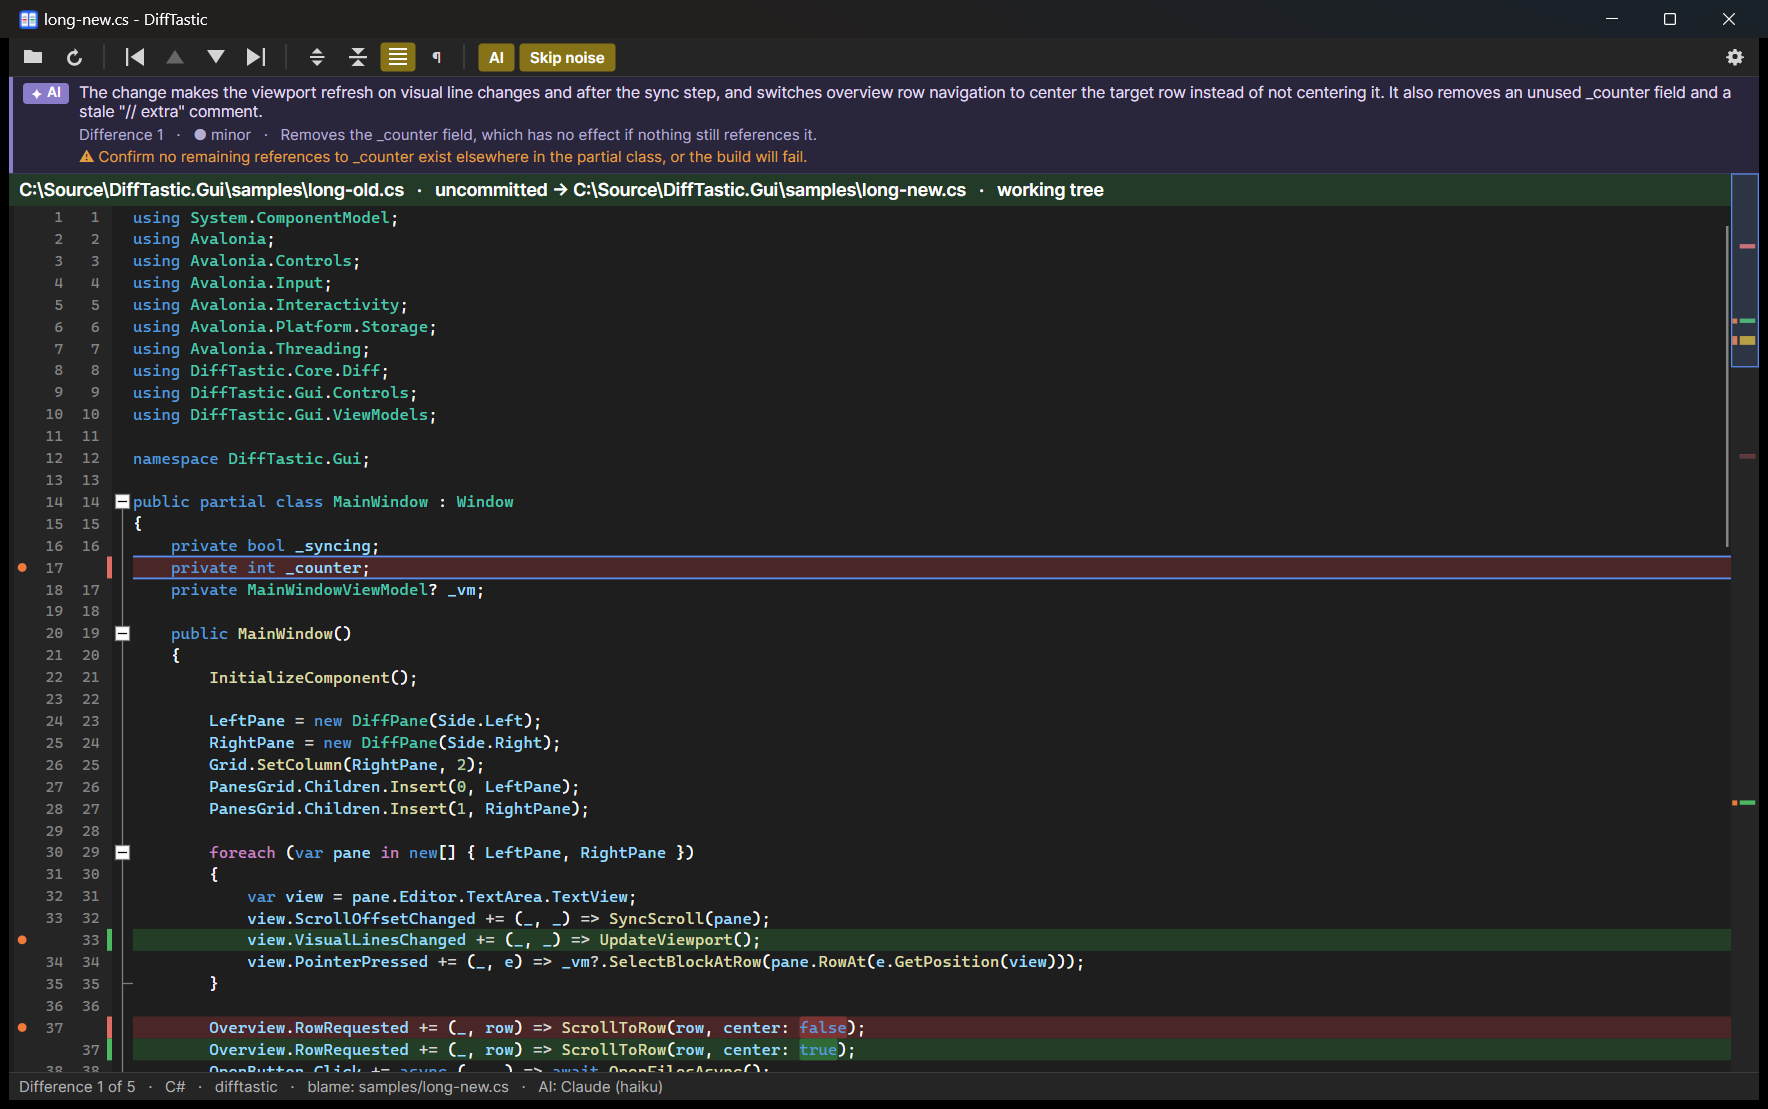 long-new.cs - DiffTastic
¶ AI Skip noise
AI The change makes the viewport refresh on visual line changes and after the sync step, and switches overview row navigation to center the target row instead of not centering it. It also removes an unused _counter field and a
stale "// extra" comment.
Difference 1 · minor · Removes the _counter field, which has no effect if nothing still references it.
Confirm no remaining references to _counter exist elsewhere in the partial class, or the build will fail.
C:\Source\DiffTastic.Gui\samples\long-old.cs · uncommitted → C:\Source\DiffTastic.Gui\samples\long-new.cs · working tree
1 1 using System.ComponentModel;
2 2 using Avalonia;
3 3 using Avalonia.Controls;
4 4 using Avalonia.Input;
5 5 using Avalonia.Interactivity;
6 6 using Avalonia.Platform.Storage;
7 7 using Avalonia.Threading;
8 8 using DiffTastic.Core.Diff;
9 9 using DiffTastic.Gui.Controls;
10 10 using DiffTastic.Gui.ViewModels;
11 11
12 12 namespace DiffTastic.Gui;
13 13
14 14 public partial class MainWindow : Window
15 15 {
16 16 private bool _syncing;
17 private int _counter;
18 17 private MainWindowViewModel? _vm;
19 18
20 19 public MainWindow()
21 20 {
22 21 InitializeComponent();
23 22
24 23 LeftPane = new DiffPane(Side.Left);
25 24 RightPane = new DiffPane(Side.Right);
26 25 Grid.SetColumn(RightPane, 2);
27 26 PanesGrid.Children.Insert(0, LeftPane);
28 27 PanesGrid.Children.Insert(1, RightPane);
29 28
30 29 foreach (var pane in new[] { LeftPane, RightPane })
31 30 {
32 31 var view = pane.Editor.TextArea.TextView;
33 32 view.ScrollOffsetChanged += (_, _) => SyncScroll(pane);
33 view.VisualLinesChanged += (_, _) => UpdateViewport();
34 34 view.PointerPressed += (_, e) => _vm?.SelectBlockAtRow(pane.RowAt(e.GetPosition(view)));
35 35 }
36 36
37 Overview.RowRequested += (_, row) => ScrollToRow(row, center: false);
37 Overview.RowRequested += (_, row) => ScrollToRow(row, center: true);
38 38 OpenButton.Click += async (_, _) => await OpenFilesAsync();
Difference 1 of 5 · C# · difftastic · blame: samples/long-new.cs · AI: Claude (haiku)